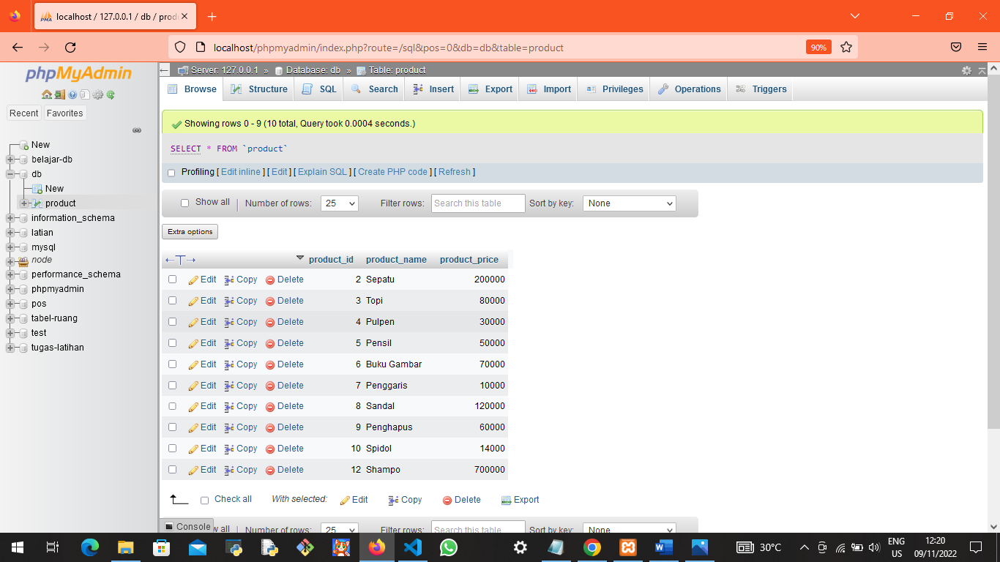 localhost / 127.0.0.1 / db / prod
localhost/phpmyadmin/index.php?route=/sql&pos=0&db=db&table=product
90%
phpMyAdmin
Recent Favorites
New
belajar-db
db
New
product
information_schema
latian
mysql
node
performance_schema
phpmyadmin
pos
tabel-ruang
test
tugas-latihan
Server: 127.0.0.1 » Database: db » Table: product
Browse Structure SQL Search Insert Export Import Privileges Operations Triggers
Showing rows 0 - 9 (10 total, Query took 0.0004 seconds.)
SELECT * FROM `product`
Profiling [ Edit inline ] [ Edit ] [ Explain SQL ] [ Create PHP code ] [ Refresh ]
Show all | Number of rows: 25 Filter rows: Search this table Sort by key: None
Extra options
←T→ product_id product_name product_price
Edit Copy Delete 2 Sepatu 200000
Edit Copy Delete 3 Topi 80000
Edit Copy Delete 4 Pulpen 30000
Edit Copy Delete 5 Pensil 50000
Edit Copy Delete 6 Buku Gambar 70000
Edit Copy Delete 7 Penggaris 10000
Edit Copy Delete 8 Sandal 120000
Edit Copy Delete 9 Penghapus 60000
Edit Copy Delete 10 Spidol 14000
Edit Copy Delete 12 Shampo 700000
Check all With selected: Edit Copy Delete Export
Console w all | Number of rows: 25 Filter rows: Search this table Sort by key: None
30°C
ENG
US
12:20
09/11/2022